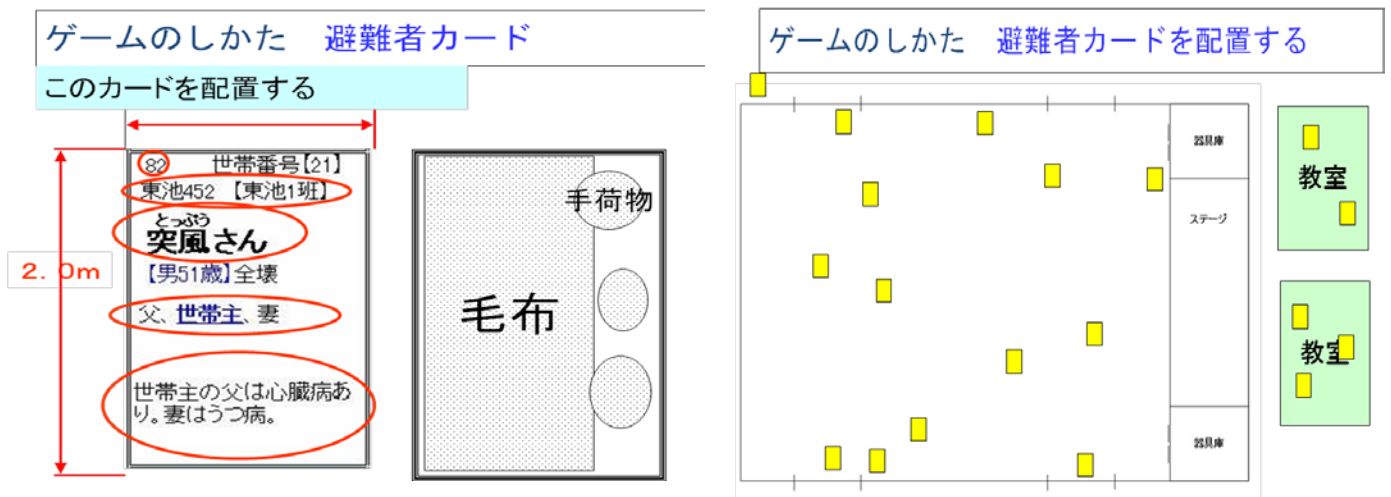 ゲームのしかた　避難者カード
このカードを配置する
2.0m
82　世帯番号【21】
東池452　【東池1班】
とっぷう
突風さん
【男51歳】全壊
父、世帯主、妻
世帯主の父は心臓病あ
り。妻はうつ病。
手荷物
毛布
ゲームのしかた　避難者カードを配置する
器具庫
ステージ
器具庫
教室
教室